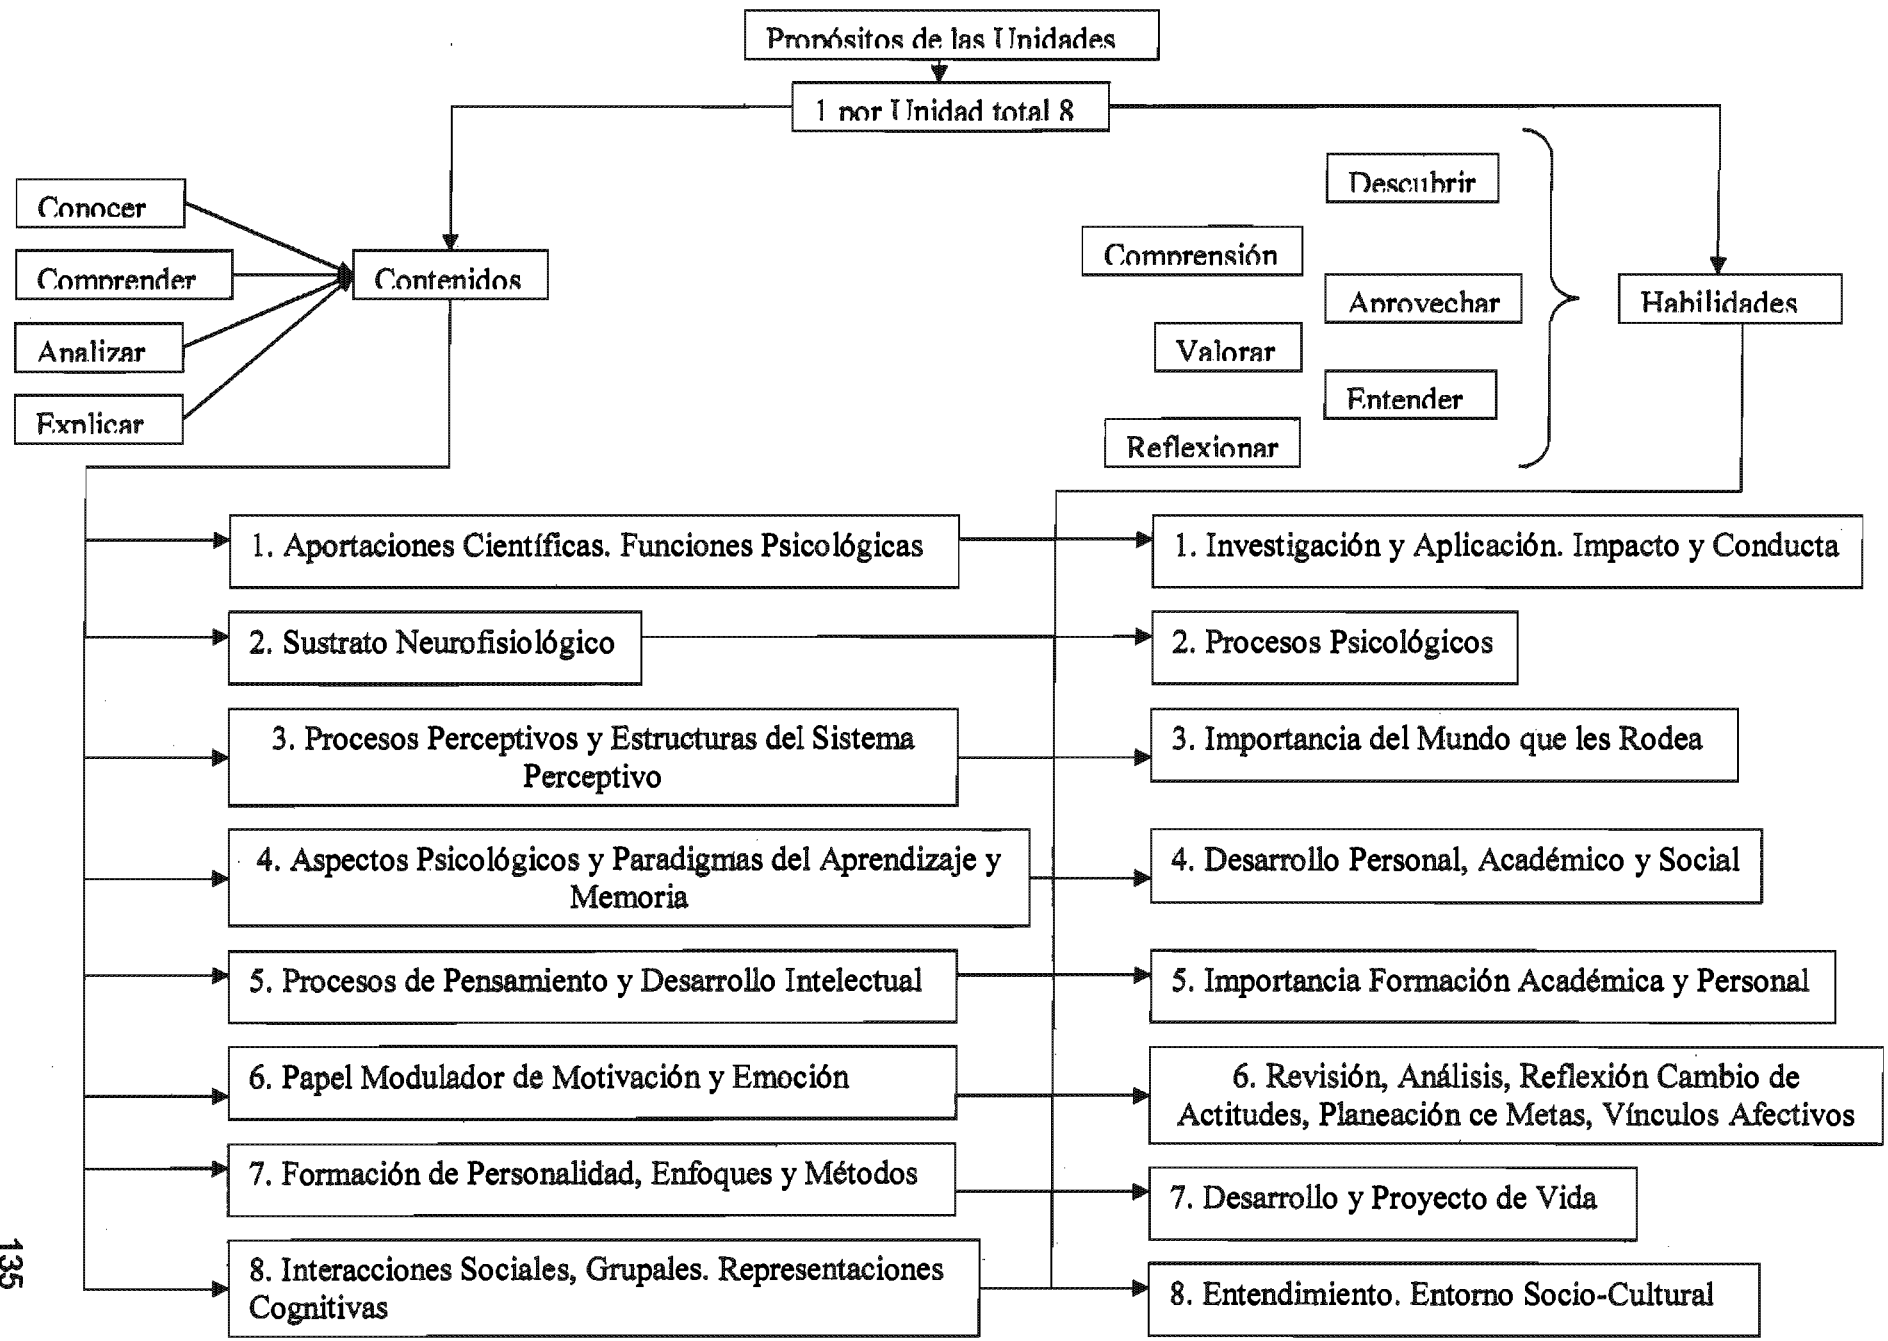 Propósitos de las Unidades
1 por Unidad total 8
Conocer
Comprender
Analizar
Explicar
Contenidos
Descubrir
Comprensión
Aprovechar
Valorar
Entender
Reflexionar
Habilidades
1. Aportaciones Científicas. Funciones Psicológicas
1. Investigación y Aplicación. Impacto y Conducta
2. Sustrato Neurofisiológico
2. Procesos Psicológicos
3. Procesos Perceptivos y Estructuras del Sistema
Perceptivo
3. Importancia del Mundo que les Rodea
4. Aspectos Psicológicos y Paradigmas del Aprendizaje y
Memoria
4. Desarrollo Personal, Académico y Social
5. Procesos de Pensamiento y Desarrollo Intelectual
5. Importancia Formación Académica y Personal
6. Papel Modulador de Motivación y Emoción
6. Revisión, Análisis, Reflexión Cambio de
Actitudes, Planeación ce Metas, Vínculos Afectivos
7. Formación de Personalidad, Enfoques y Métodos
7. Desarrollo y Proyecto de Vida
8. Interacciones Sociales, Grupales. Representaciones
Cognitivas
8. Entendimiento. Entorno Socio-Cultural
135